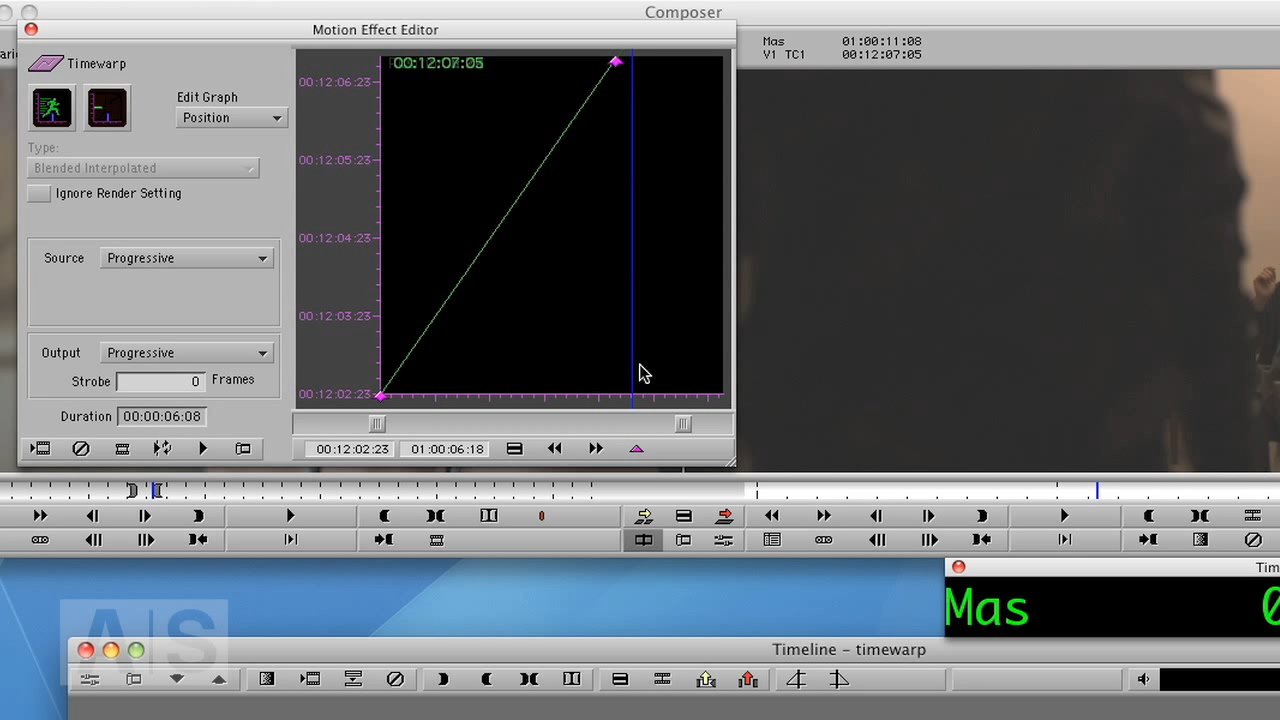 Composer
Motion Effect Editor
Mas 01:00:11:08
V1 TC1 00:12:07:05
Timewarp
00:12:07:05
00:12:06:23
Edit Graph
Position
Type:
Blended Interpolated
00:12:05:23
Ignore Render Setting
00:12:04:23
Source Progressive
00:12:03:23
Output Progressive
Strobe 0 Frames
00:12:02:23
Duration 00:00:06:08
00:12:02:23 01:00:06:18
Mas
A|S
Timeline - timewarp